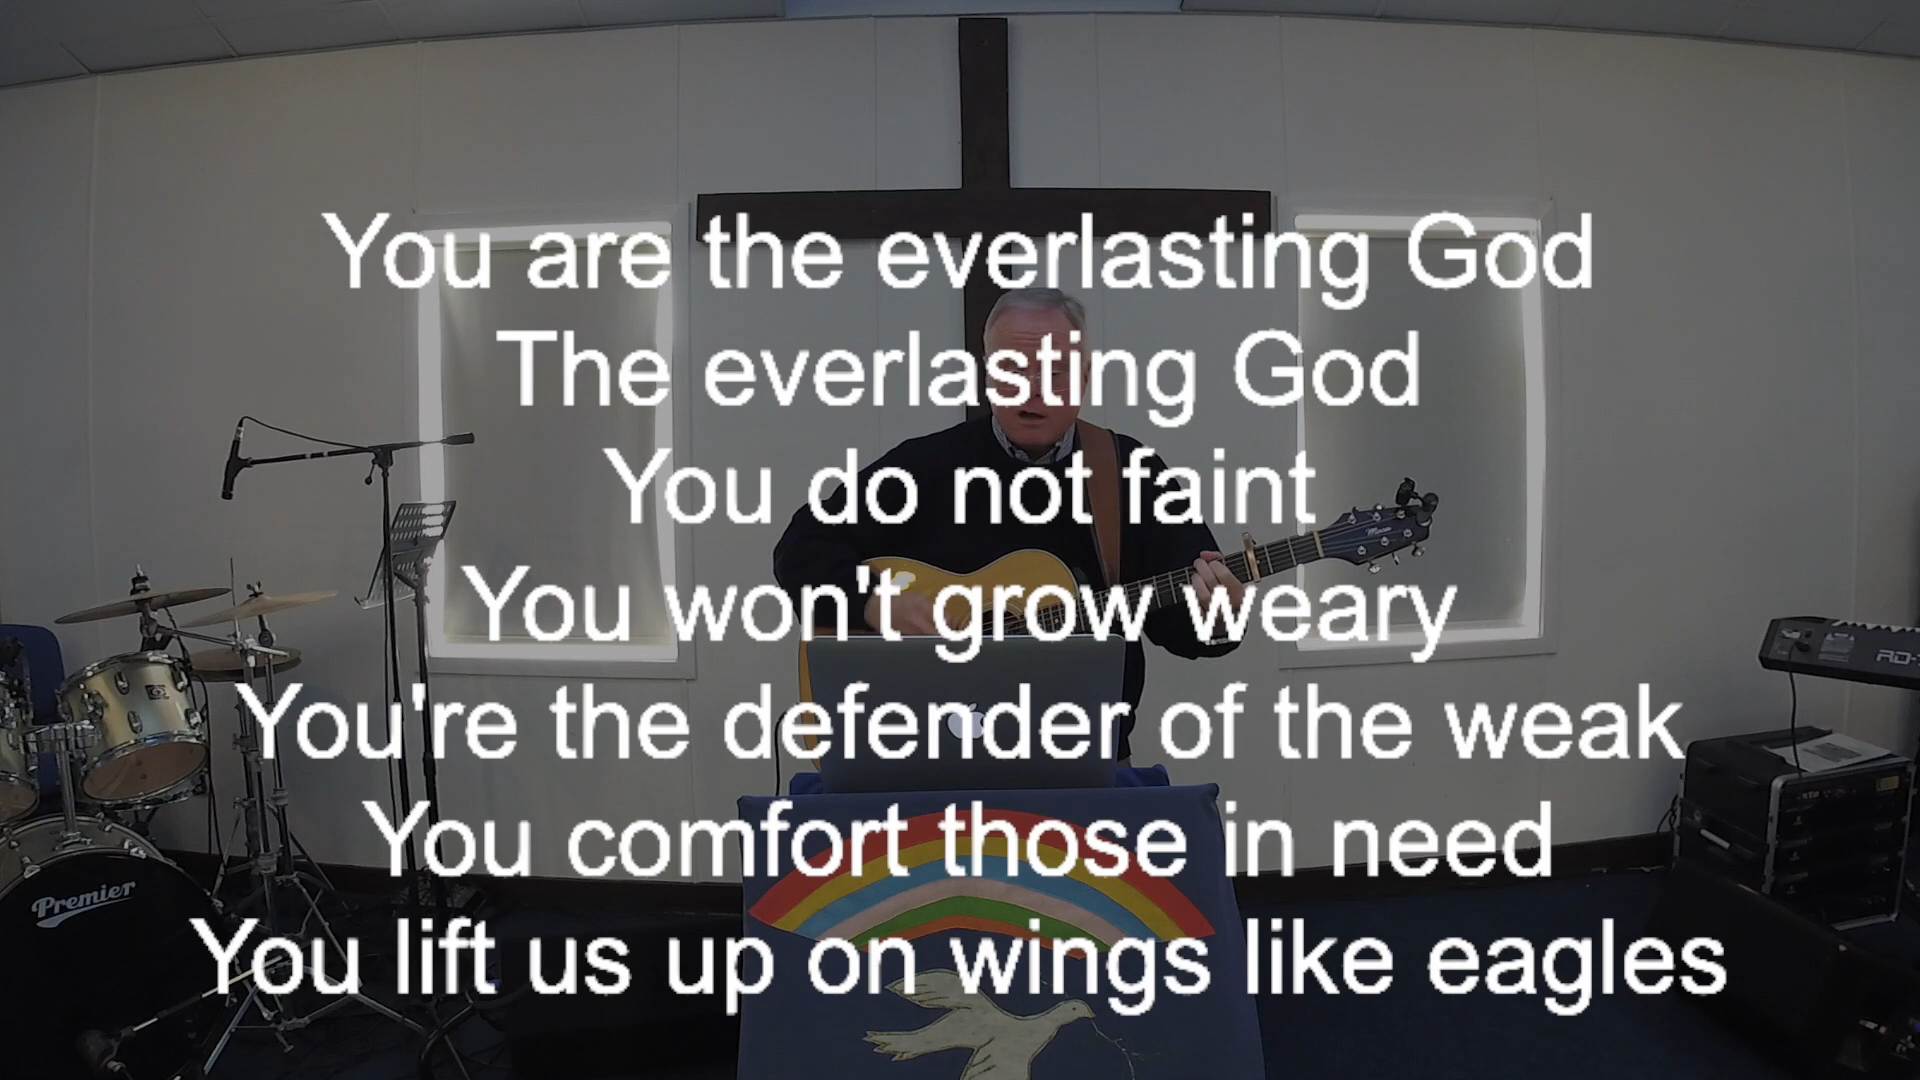 You are the everlasting God
The everlasting God
You do not faint
You won't grow weary
You're the defender of the weak
You comfort those in need
You lift us up on wings like eagles
Premier
RD-